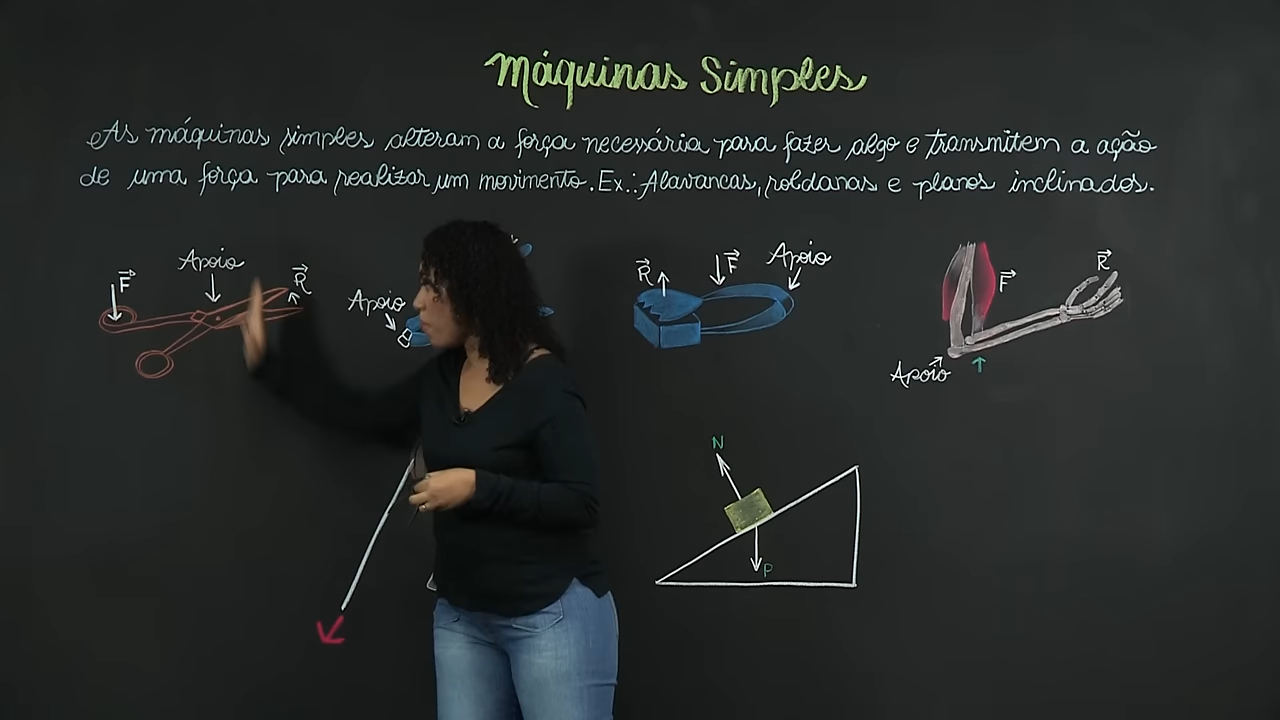 Máquinas Simples
As máquinas simples alteram a força necessária para fazer algo e transmitem a ação
de uma força para realizar um movimento. Ex.: Alavancas, roldanas e planos inclinados.
F Apoio R
Apoio
R F Apoio
F R
Apoio
N
P